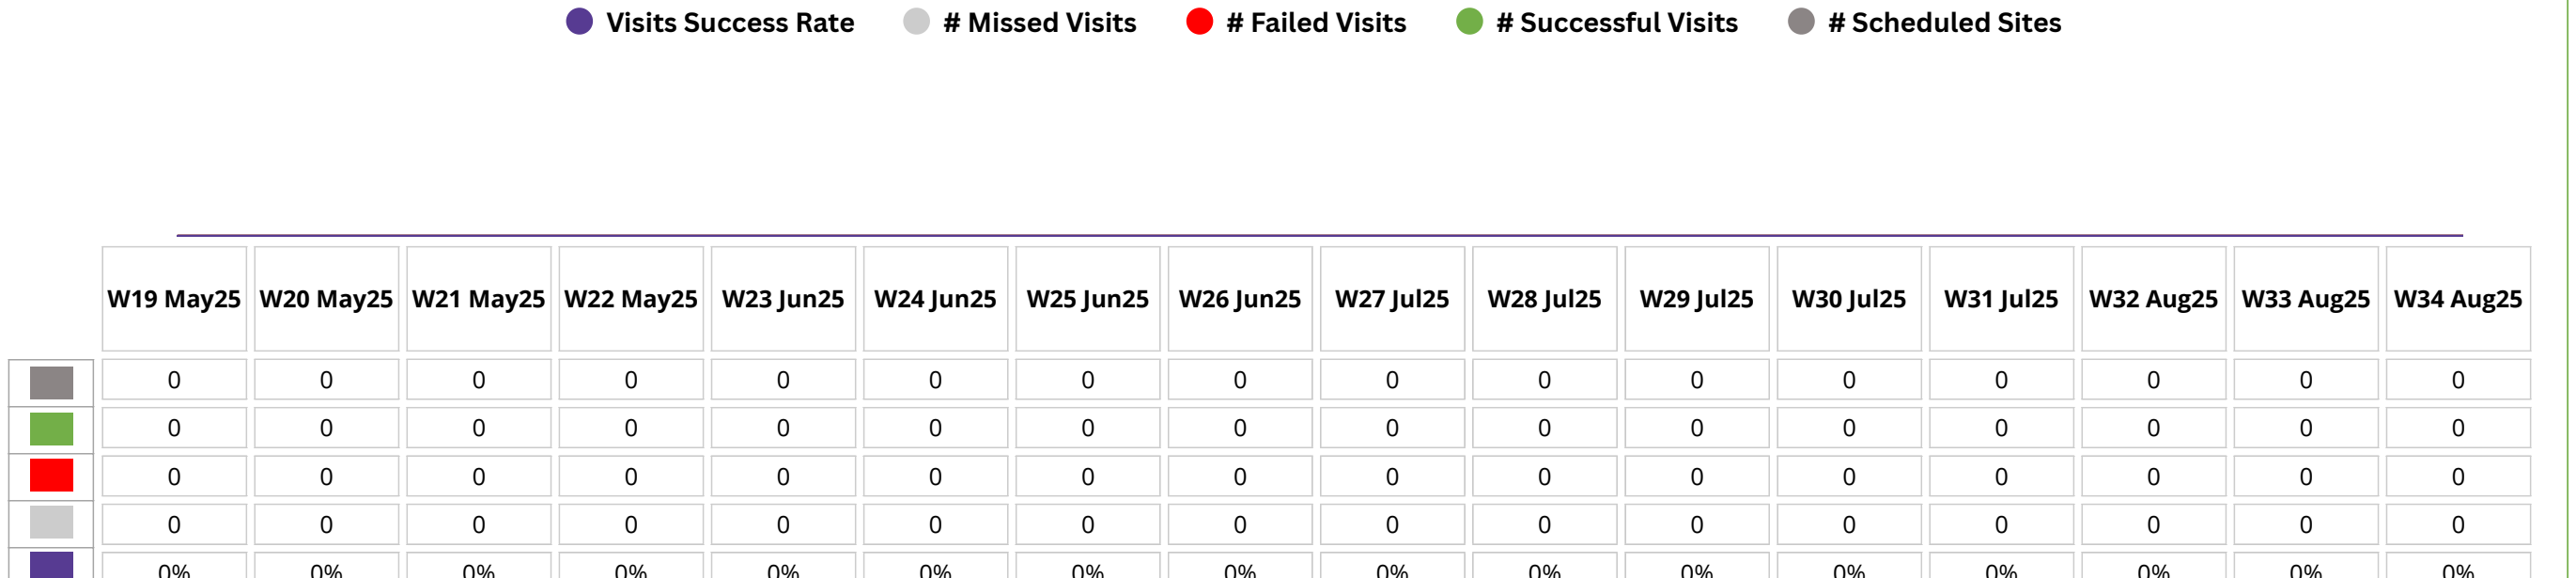 Visits Success Rate # Missed Visits # Failed Visits # Successful Visits # Scheduled Sites
W19 May25 W20 May25 W21 May25 W22 May25 W23 Jun25 W24 Jun25 W25 Jun25 W26 Jun25 W27 Jul25 W28 Jul25 W29 Jul25 W30 Jul25 W31 Jul25 W32 Aug25 W33 Aug25 W34 Aug25
0 0 0 0 0 0 0 0 0 0 0 0 0 0 0 0
0 0 0 0 0 0 0 0 0 0 0 0 0 0 0 0
0 0 0 0 0 0 0 0 0 0 0 0 0 0 0 0
0 0 0 0 0 0 0 0 0 0 0 0 0 0 0 0
0% 0% 0% 0% 0% 0% 0% 0% 0% 0% 0% 0% 0% 0% 0% 0%